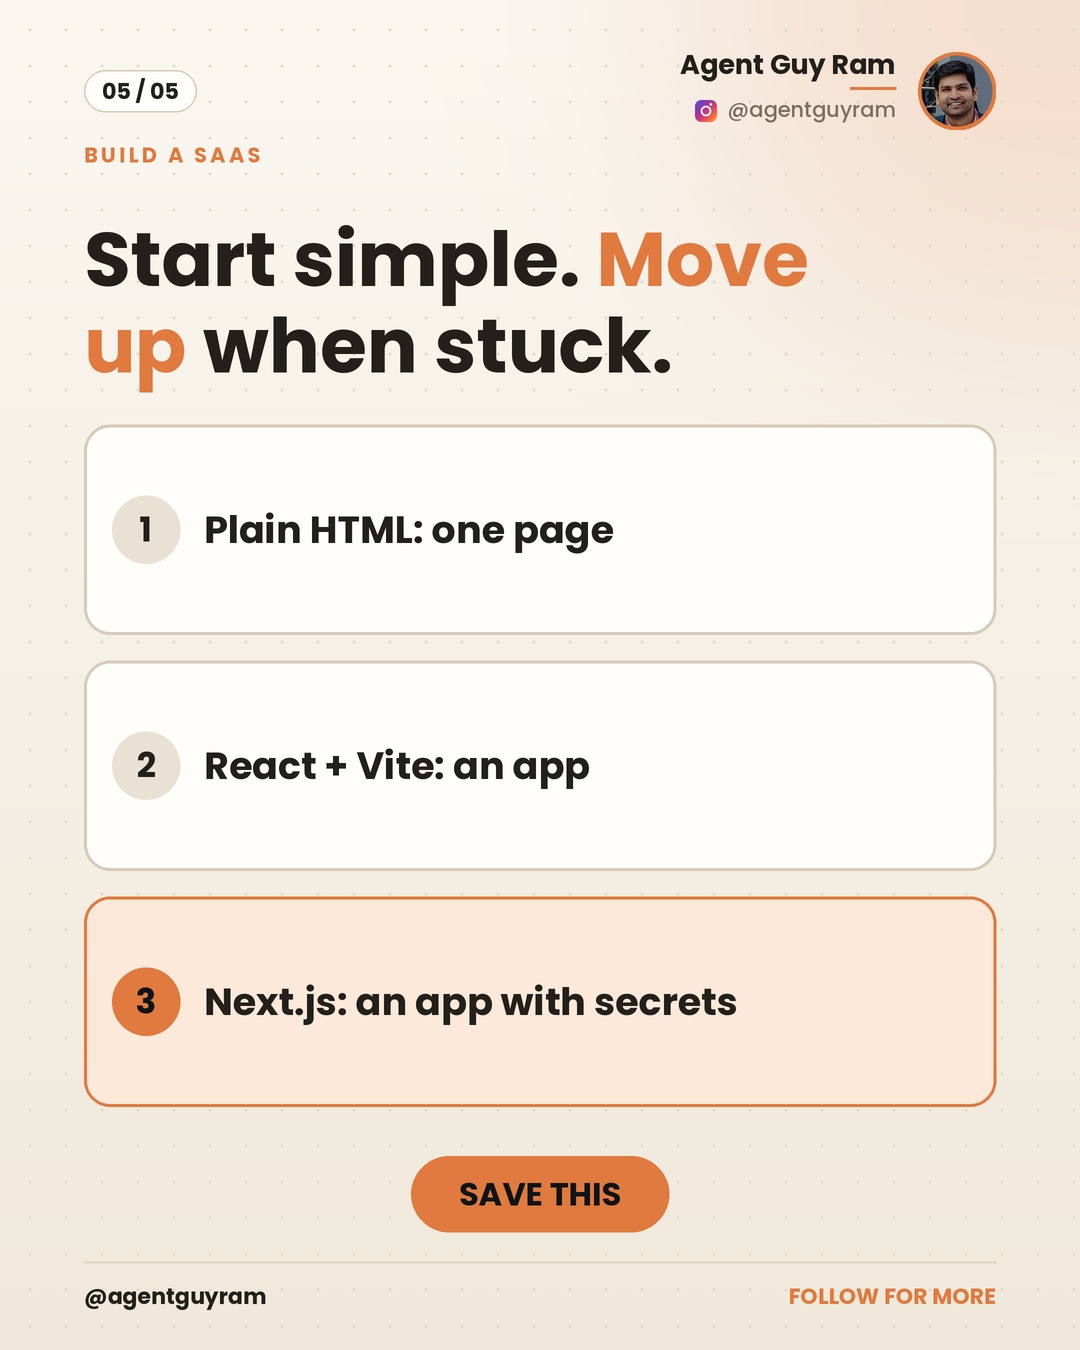 05 / 05
Agent Guy Ram
@agentguyram
BUILD A SAAS
Start simple. Move
up when stuck.
1 Plain HTML: one page
2 React + Vite: an app
3 Next.js: an app with secrets
SAVE THIS
@agentguyram
FOLLOW FOR MORE